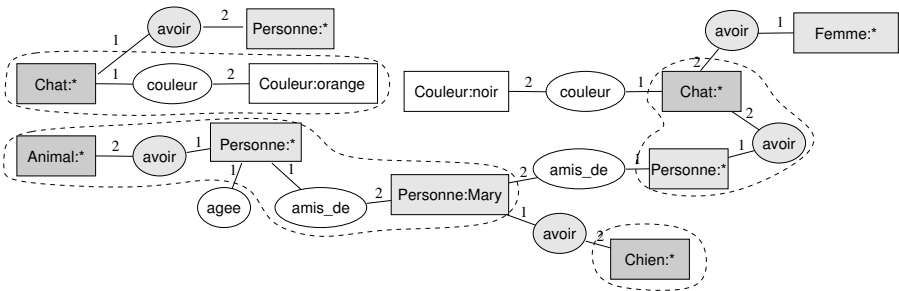 avoir 2 Personne:*
1
Chat:* 1 couleur 2 Couleur:orange
avoir 1 Femme:*
2
Couleur:noir 2 couleur 1 Chat:*
2
avoir
1
Animal:* 2 avoir 1 Personne:*
1 1
agee amis_de 2 Personne:Mary
2 amis_de 1 Personne:*
1
avoir 2
Chien:*